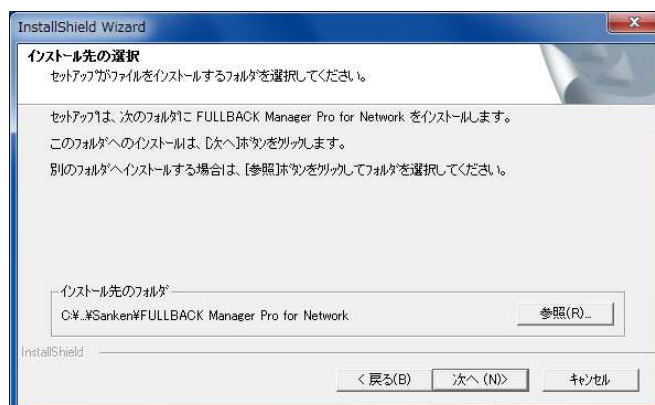 InstallShield Wizard
インストール先の選択
セットアップがファイルをインストールするフォルダを選択してください。
セットアップは、次のフォルダに FULLBACK Manager Pro for Network をインストールします。
このフォルダへのインストールは、[次へ]ボタンをクリックします。
別のフォルダへインストールする場合は、[参照]ボタンをクリックしてフォルダを選択してください。
インストール先のフォルダ
C:¥...¥Sanken¥FULLBACK Manager Pro for Network
参照(R)...
InstallShield
< 戻る(B)
次へ (N)>
キャンセル